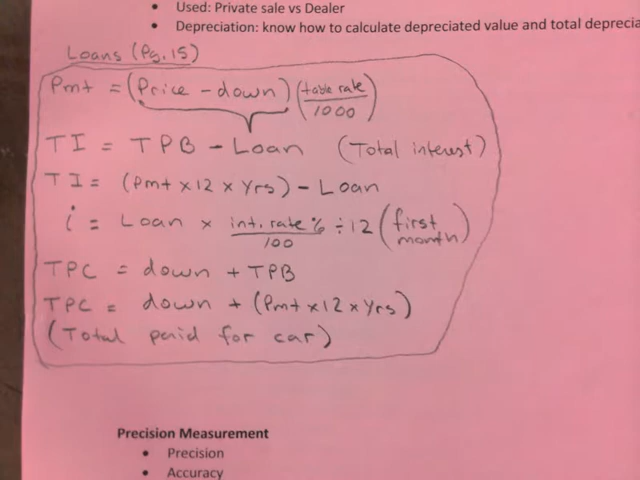 • Used: Private sale vs Dealer
• Depreciation: know how to calculate depreciated value and total
Loans (Pg. 15)
Pmt = (Price - down) (table rate / 1000)
TI = TPB - Loan (Total interest)
TI = (Pmt x 12 x Yrs) - Loan
i = Loan x int. rate % / 100 ÷ 12 (first month)
TPC = down + TPB
TPC = down + (Pmt x 12 x Yrs)
(Total paid for car)
Precision Measurement
• Precision
• Accuracy